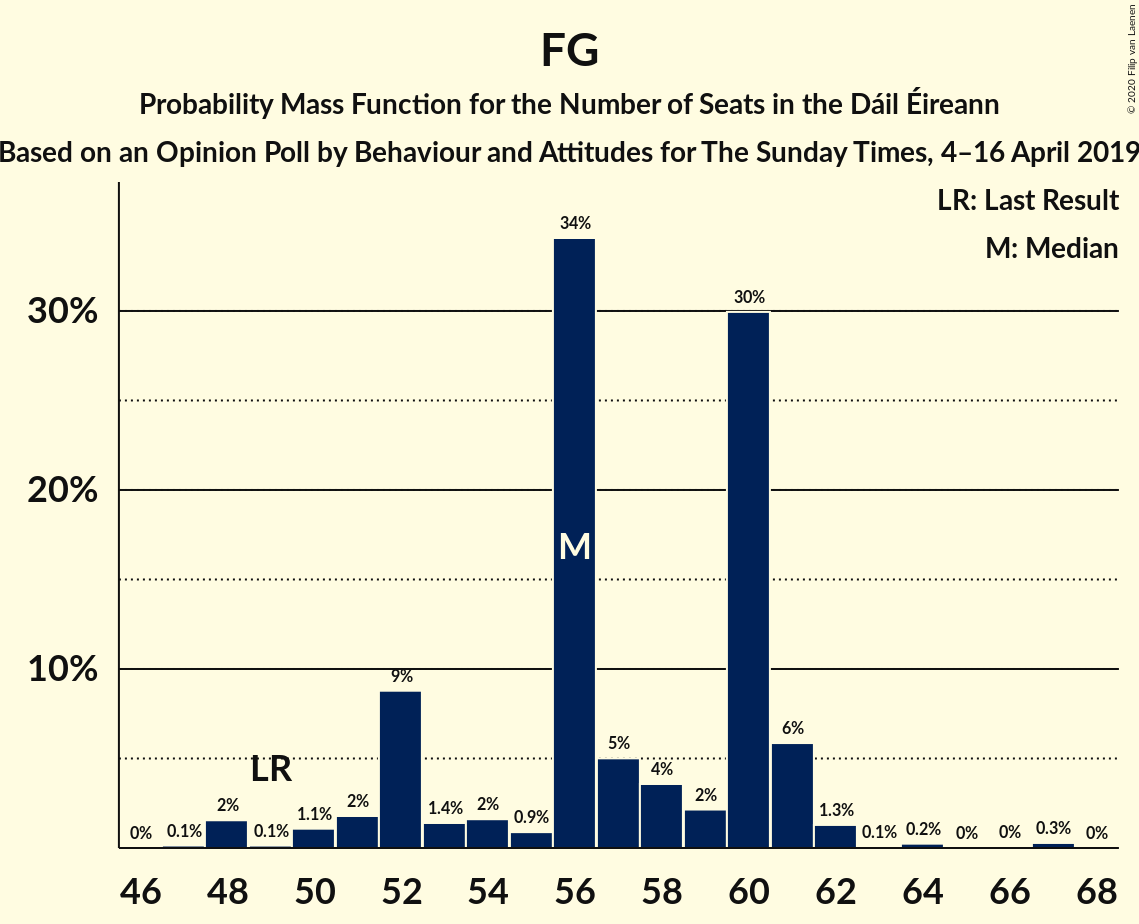 FG
Probability Mass Function for the Number of Seats in the Dáil Éireann
Based on an Opinion Poll by Behaviour and Attitudes for The Sunday Times, 4–16 April 2019
© 2020 Filip van Laenen
LR: Last Result
M: Median
30%
20%
10%
0% 0.1% 2% 0.1% 1.1% 2% 9% 1.4% 2% 0.9% 34% 5% 4% 2% 30% 6% 1.3% 0.1% 0.2% 0% 0% 0.3% 0%
LR
M
46 48 50 52 54 56 58 60 62 64 66 68